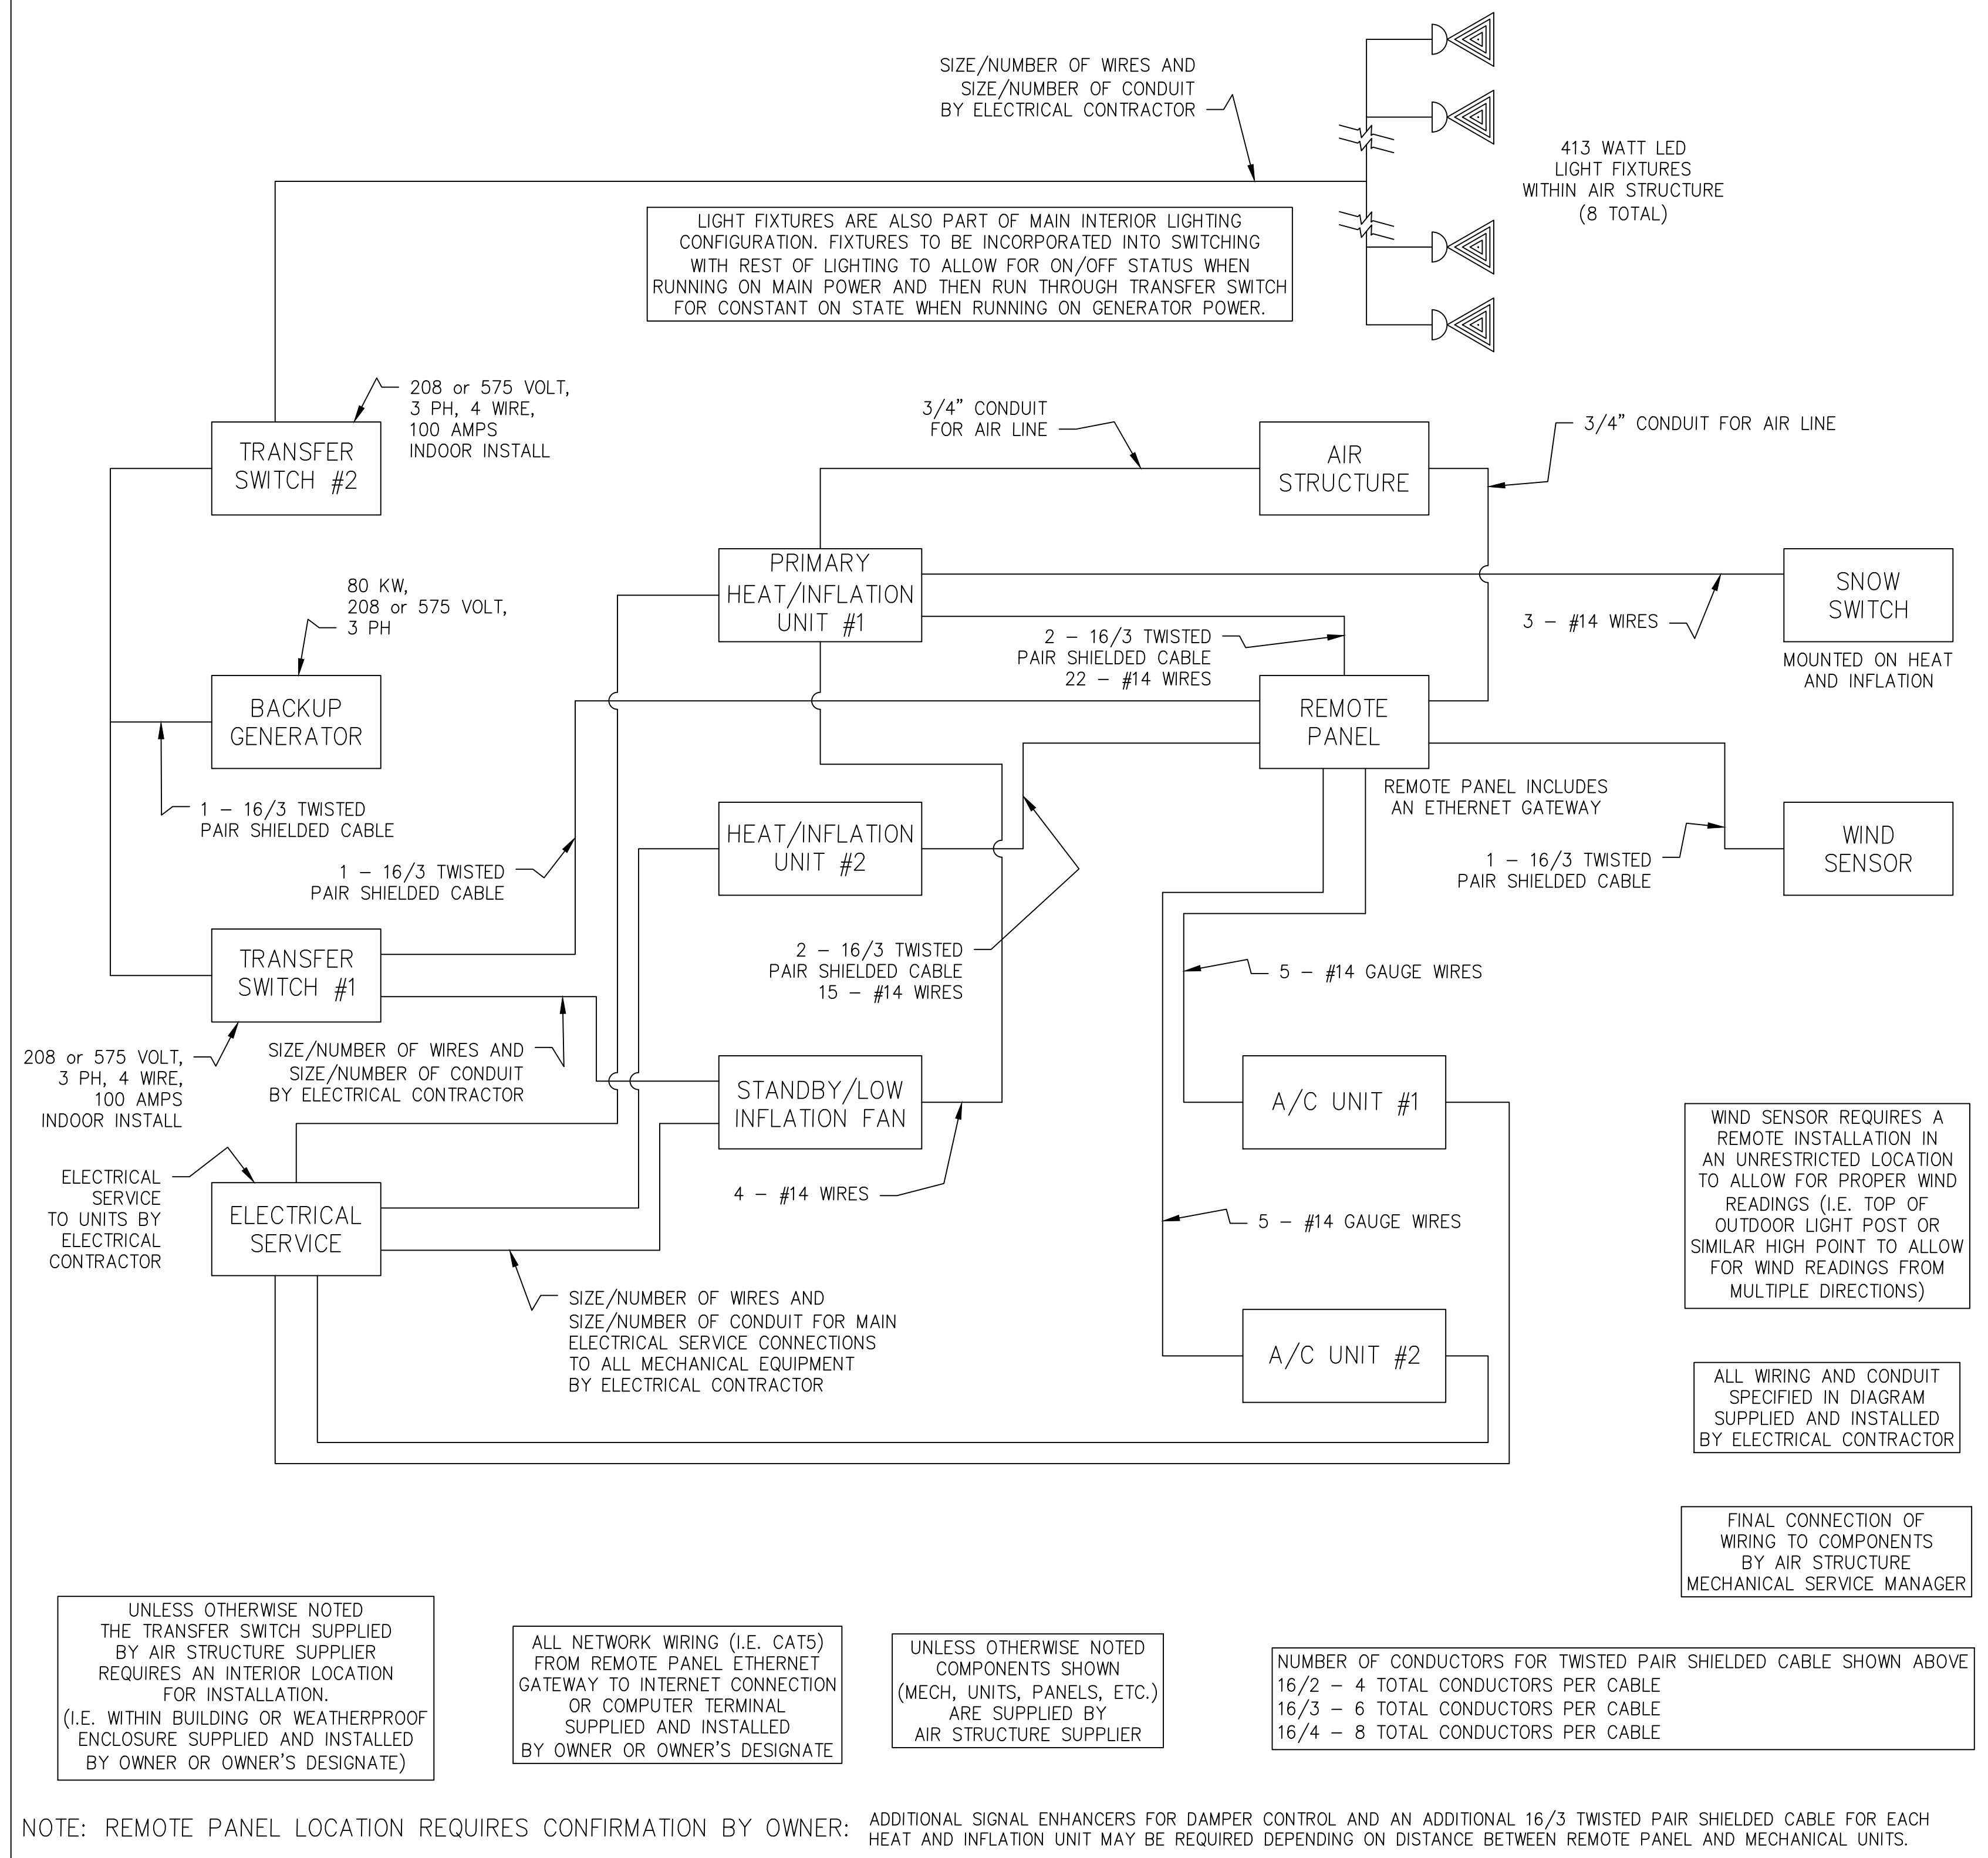 SIZE/NUMBER OF WIRES AND
SIZE/NUMBER OF CONDUIT
BY ELECTRICAL CONTRACTOR
413 WATT LED
LIGHT FIXTURES
WITHIN AIR STRUCTURE
(8 TOTAL)
LIGHT FIXTURES ARE ALSO PART OF MAIN INTERIOR LIGHTING
CONFIGURATION. FIXTURES TO BE INCORPORATED INTO SWITCHING
WITH REST OF LIGHTING TO ALLOW FOR ON/OFF STATUS WHEN
RUNNING ON MAIN POWER AND THEN RUN THROUGH TRANSFER SWITCH
FOR CONSTANT ON STATE WHEN RUNNING ON GENERATOR POWER.
208 or 575 VOLT,
3 PH, 4 WIRE,
100 AMPS
INDOOR INSTALL
TRANSFER
SWITCH #2
3/4" CONDUIT
FOR AIR LINE
AIR
STRUCTURE
3/4" CONDUIT FOR AIR LINE
PRIMARY
HEAT/INFLATION
UNIT #1
SNOW
SWITCH
3 - #14 WIRES
MOUNTED ON HEAT
AND INFLATION
80 KW,
208 or 575 VOLT,
3 PH
2 - 16/3 TWISTED
PAIR SHIELDED CABLE
22 - #14 WIRES
BACKUP
GENERATOR
REMOTE
PANEL
REMOTE PANEL INCLUDES
AN ETHERNET GATEWAY
1 - 16/3 TWISTED
PAIR SHIELDED CABLE
HEAT/INFLATION
UNIT #2
WIND
SENSOR
1 - 16/3 TWISTED
PAIR SHIELDED CABLE
1 - 16/3 TWISTED
PAIR SHIELDED CABLE
TRANSFER
SWITCH #1
2 - 16/3 TWISTED
PAIR SHIELDED CABLE
15 - #14 WIRES
5 - #14 GAUGE WIRES
208 or 575 VOLT,
3 PH, 4 WIRE,
100 AMPS
INDOOR INSTALL
SIZE/NUMBER OF WIRES AND
SIZE/NUMBER OF CONDUIT
BY ELECTRICAL CONTRACTOR
STANDBY/LOW
INFLATION FAN
A/C UNIT #1
WIND SENSOR REQUIRES A
REMOTE INSTALLATION IN
AN UNRESTRICTED LOCATION
TO ALLOW FOR PROPER WIND
READINGS (I.E. TOP OF
OUTDOOR LIGHT POST OR
SIMILAR HIGH POINT TO ALLOW
FOR WIND READINGS FROM
MULTIPLE DIRECTIONS)
ELECTRICAL
SERVICE
TO UNITS BY
ELECTRICAL
CONTRACTOR
ELECTRICAL
SERVICE
4 - #14 WIRES
5 - #14 GAUGE WIRES
SIZE/NUMBER OF WIRES AND
SIZE/NUMBER OF CONDUIT FOR MAIN
ELECTRICAL SERVICE CONNECTIONS
TO ALL MECHANICAL EQUIPMENT
BY ELECTRICAL CONTRACTOR
A/C UNIT #2
ALL WIRING AND CONDUIT
SPECIFIED IN DIAGRAM
SUPPLIED AND INSTALLED
BY ELECTRICAL CONTRACTOR
FINAL CONNECTION OF
WIRING TO COMPONENTS
BY AIR STRUCTURE
MECHANICAL SERVICE MANAGER
UNLESS OTHERWISE NOTED
THE TRANSFER SWITCH SUPPLIED
BY AIR STRUCTURE SUPPLIER
REQUIRES AN INTERIOR LOCATION
FOR INSTALLATION.
(I.E. WITHIN BUILDING OR WEATHERPROOF
ENCLOSURE SUPPLIED AND INSTALLED
BY OWNER OR OWNER'S DESIGNATE)
ALL NETWORK WIRING (I.E. CAT5)
FROM REMOTE PANEL ETHERNET
GATEWAY TO INTERNET CONNECTION
OR COMPUTER TERMINAL
SUPPLIED AND INSTALLED
BY OWNER OR OWNER'S DESIGNATE
UNLESS OTHERWISE NOTED
COMPONENTS SHOWN
(MECH, UNITS, PANELS, ETC.)
ARE SUPPLIED BY
AIR STRUCTURE SUPPLIER
NUMBER OF CONDUCTORS FOR TWISTED PAIR SHIELDED CABLE SHOWN ABOVE
16/2 - 4 TOTAL CONDUCTORS PER CABLE
16/3 - 6 TOTAL CONDUCTORS PER CABLE
16/4 - 8 TOTAL CONDUCTORS PER CABLE
NOTE: REMOTE PANEL LOCATION REQUIRES CONFIRMATION BY OWNER:
ADDITIONAL SIGNAL ENHANCERS FOR DAMPER CONTROL AND AN ADDITIONAL 16/3 TWISTED PAIR SHIELDED CABLE FOR EACH
HEAT AND INFLATION UNIT MAY BE REQUIRED DEPENDING ON DISTANCE BETWEEN REMOTE PANEL AND MECHANICAL UNITS.